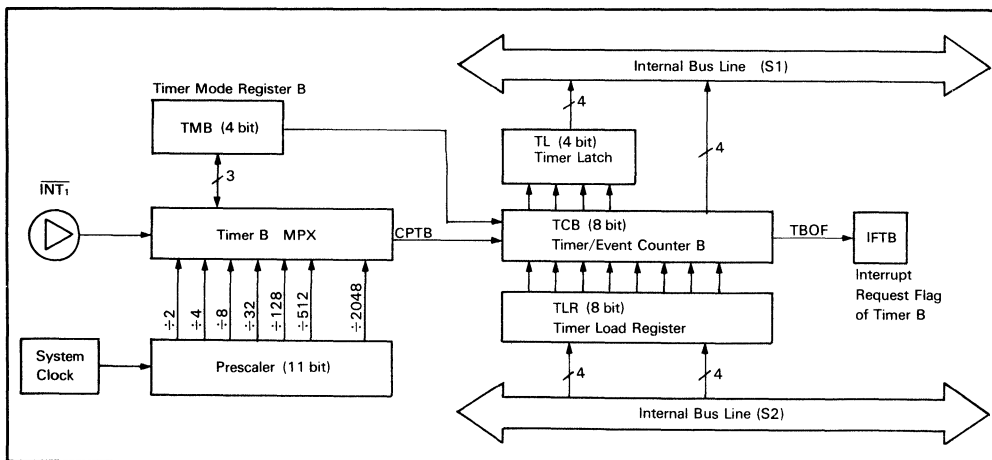 Internal Bus Line (S1)
Timer Mode Register B
TMB (4 bit)
4
TL (4 bit)
Timer Latch
4
3
INT₁
Timer B MPX
CPTB
TCB (8 bit)
Timer/Event Counter B
TBOF
IFTB
Interrupt
Request Flag
of Timer B
÷2
÷4
÷8
÷32
÷128
÷512
÷2048
TLR (8 bit)
Timer Load Register
System
Clock
Prescaler (11 bit)
4
4
Internal Bus Line (S2)